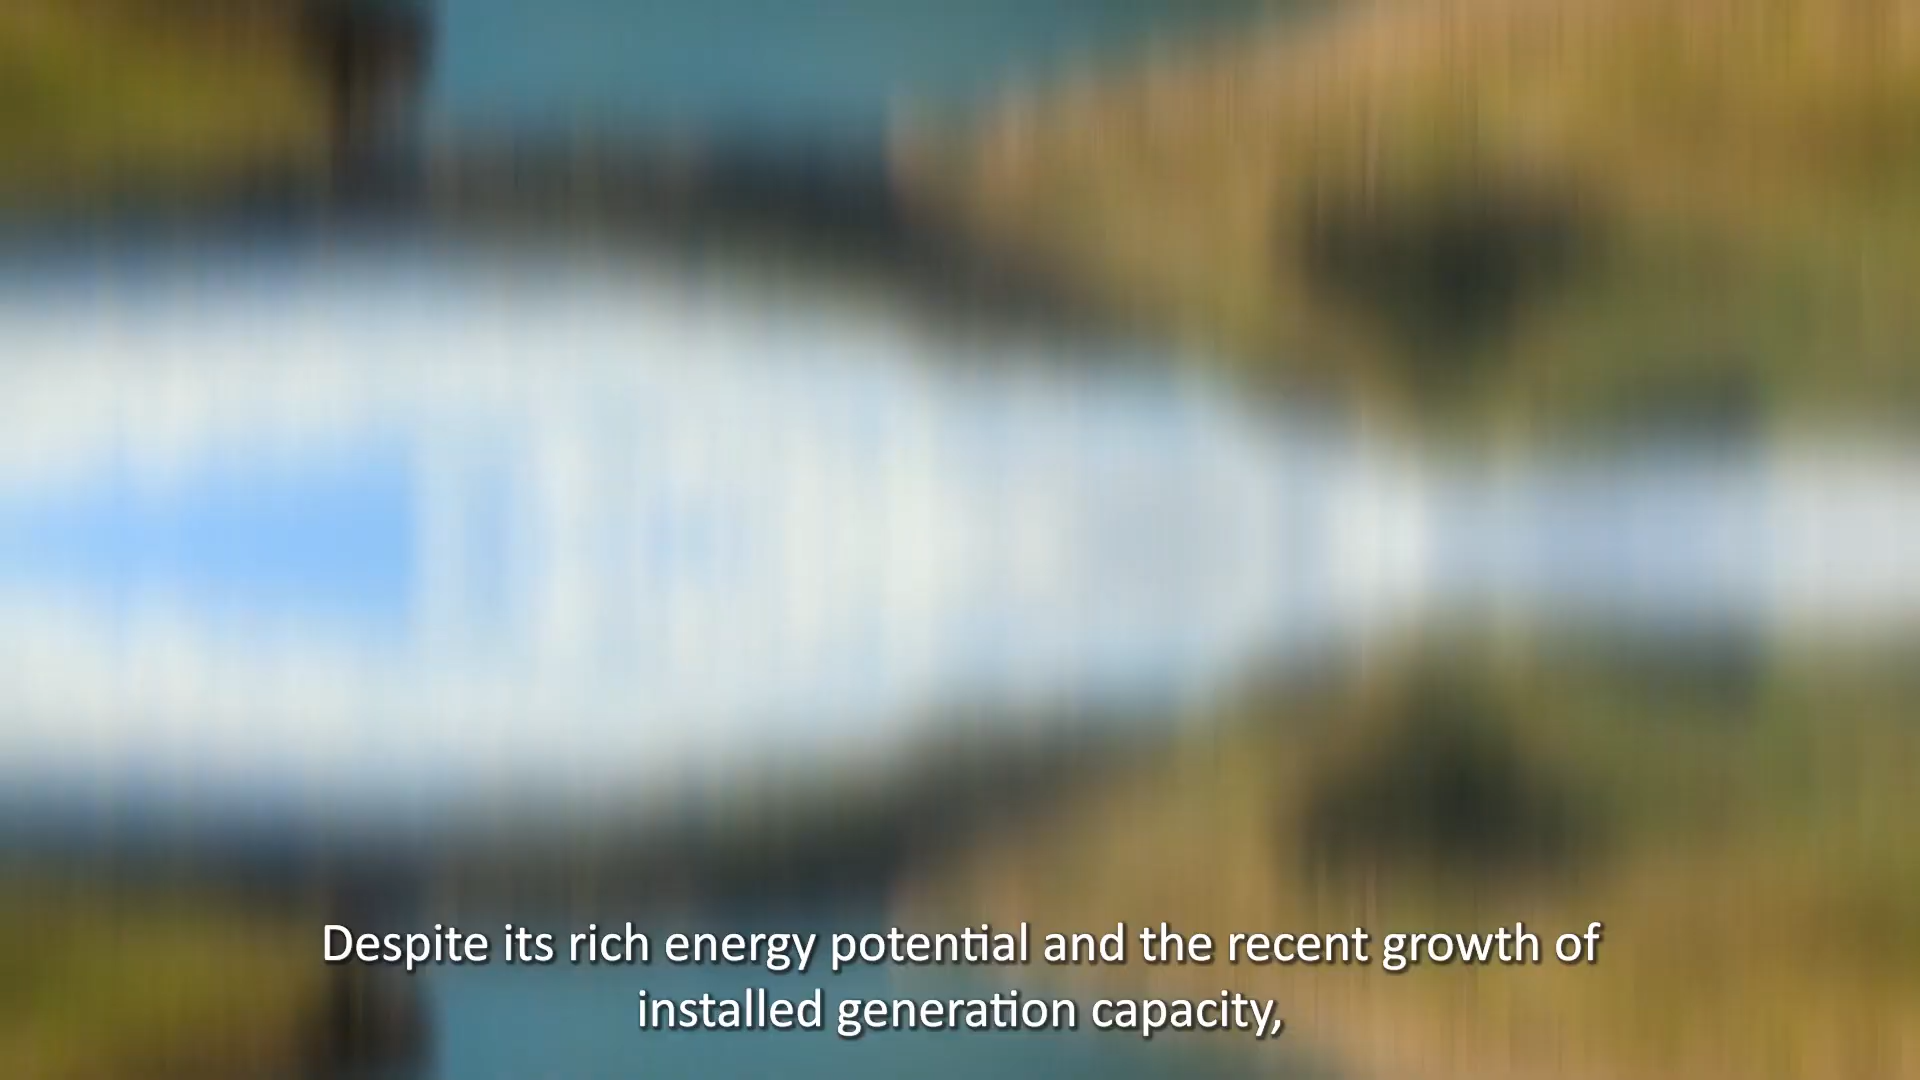 Despite its rich energy potential and the recent growth of
installed generation capacity,